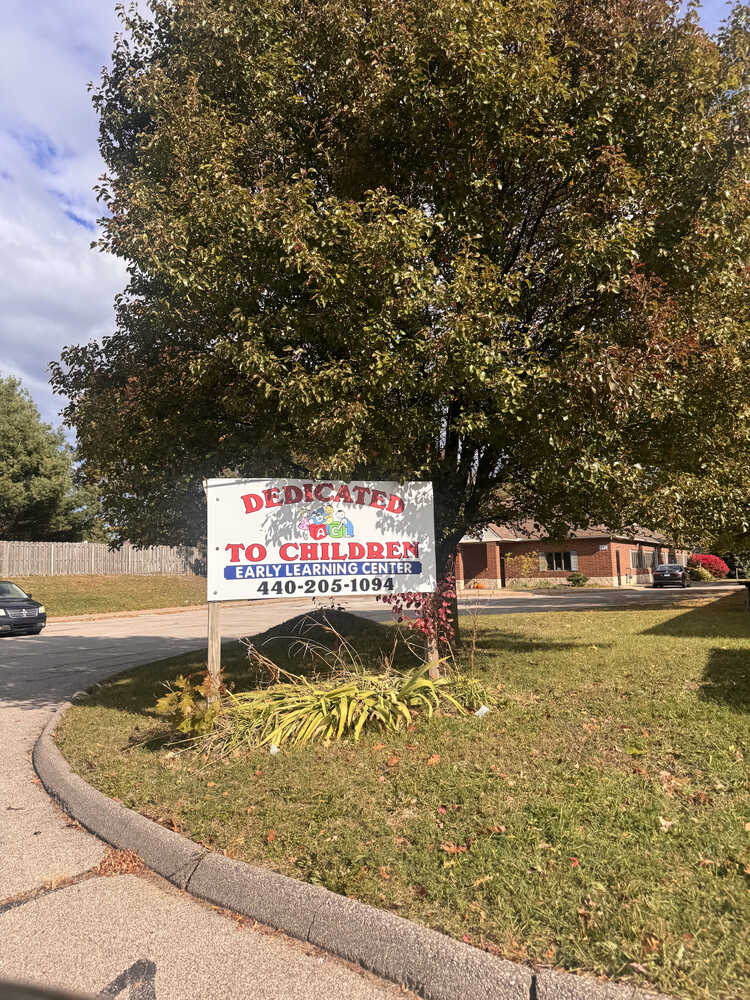 DEDICATED
TO CHILDREN
EARLY LEARNING CENTER
440-205-1094